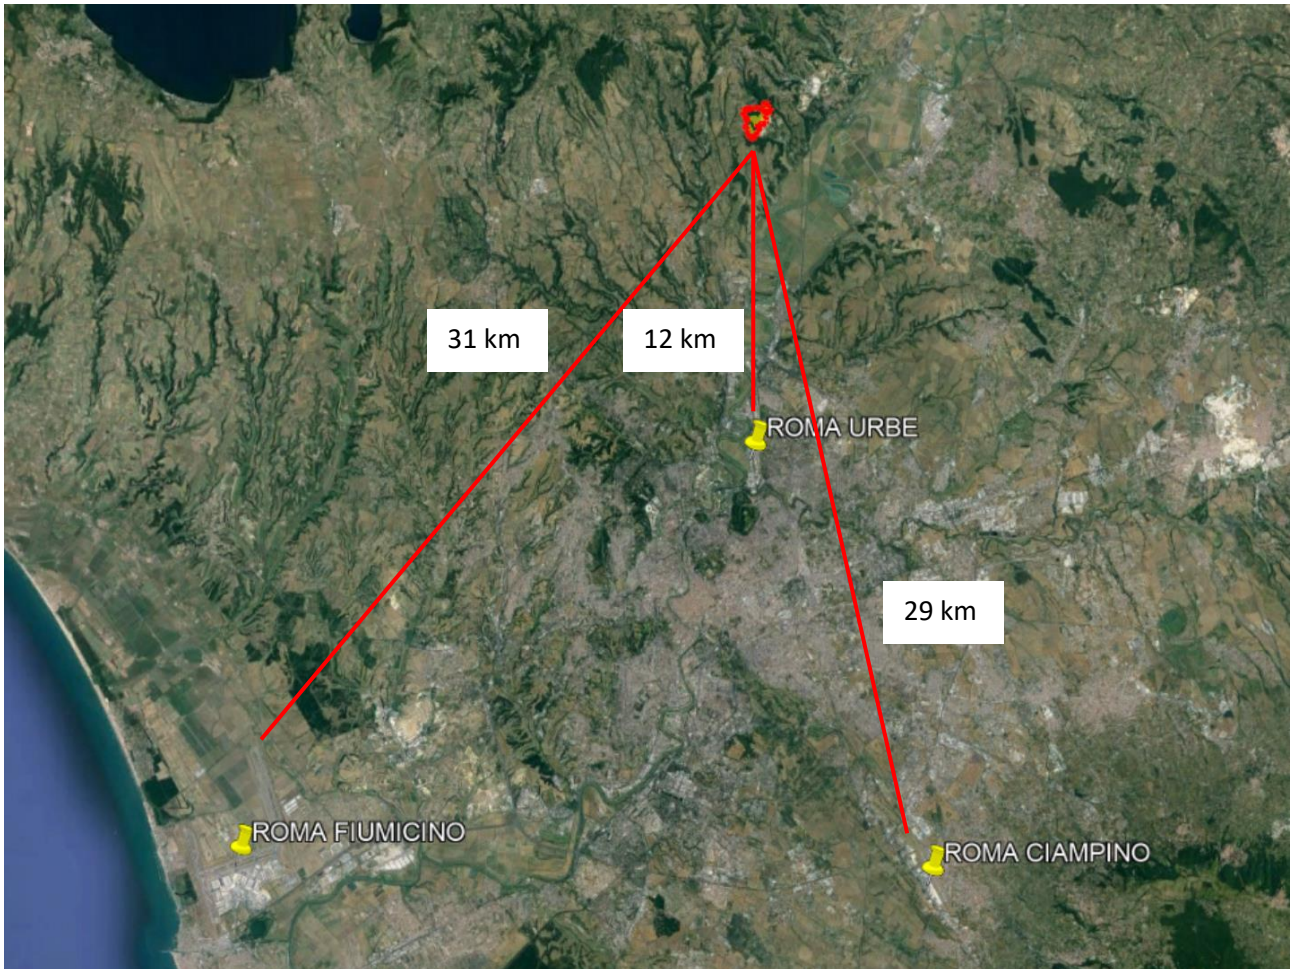 31 km
12 km
ROMA URBE
29 km
ROMA FIUMICINO
ROMA CIAMPINO